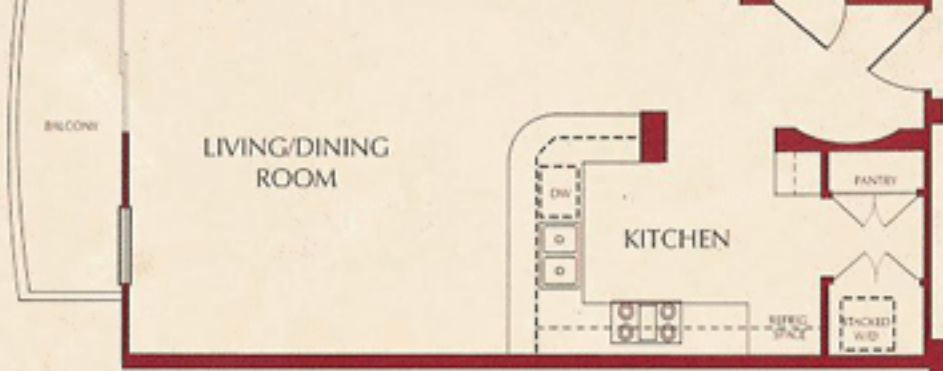 BALCONY
LIVING/DINING
ROOM
DW
KITCHEN
PANTRY
REFRIG.
SPACE
STACKED
W/D